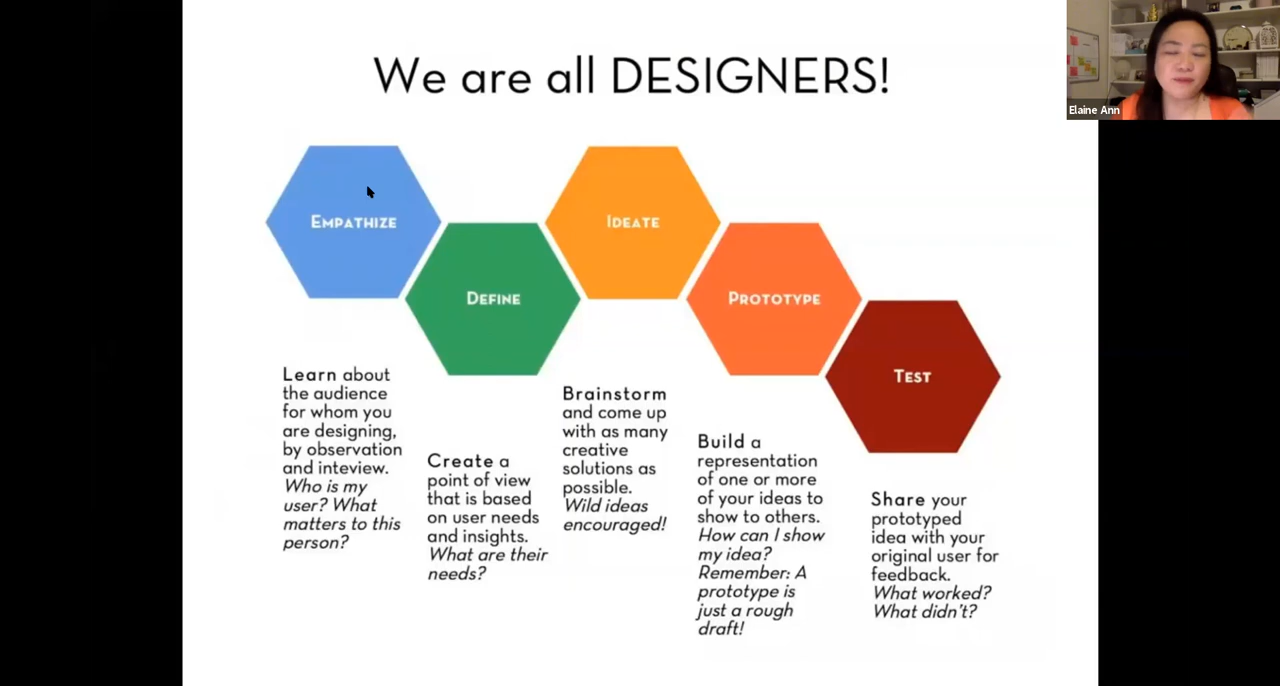 We are all DESIGNERS!
Elaine Ann
EMPATHIZE
DEFINE
IDEATE
PROTOTYPE
TEST
Learn about
the audience
for whom you
are designing,
by observation
and inteview.
Who is my
user? What
matters to this
person?
Create a
point of view
that is based
on user needs
and insights.
What are their
needs?
Brainstorm
and come up
with as many
creative
solutions as
possible.
Wild ideas
encouraged!
Build a
representation
of one or more
of your ideas to
show to others.
How can I show
my idea?
Remember: A
prototype is
just a rough
draft!
Share your
prototyped
idea with your
original user for
feedback.
What worked?
What didn't?